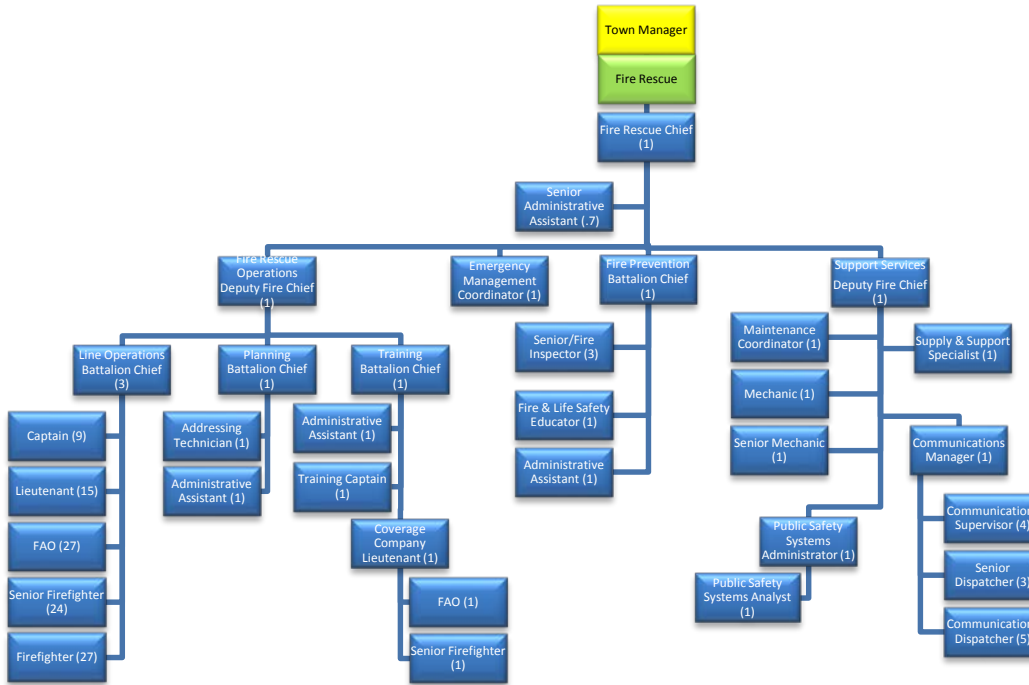 Town Manager
Fire Rescue
Fire Rescue Chief
(1)
Senior
Administrative
Assistant (.7)
Fire Rescue
Operations
Deputy Fire Chief
(1)
Emergency
Management
Coordinator (1)
Fire Prevention
Battalion Chief
(1)
Support Services
Deputy Fire Chief
(1)
Line Operations
Battalion Chief
(3)
Captain (9)
Lieutenant (15)
FAO (27)
Senior Firefighter
(24)
Firefighter (27)
Planning
Battalion Chief
(1)
Addressing
Technician (1)
Administrative
Assistant (1)
Training
Battalion Chief
(1)
Administrative
Assistant (1)
Training Captain
(1)
Coverage
Company
Lieutenant (1)
FAO (1)
Senior Firefighter
(1)
Senior/Fire
Inspector (3)
Fire & Life Safety
Educator (1)
Administrative
Assistant (1)
Maintenance
Coordinator (1)
Mechanic (1)
Senior Mechanic
(1)
Supply & Support
Specialist (1)
Communications
Manager (1)
Communication
Supervisor (4)
Senior
Dispatcher (3)
Communication
Dispatcher (5)
Public Safety
Systems
Administrator (1)
Public Safety
Systems Analyst
(1)